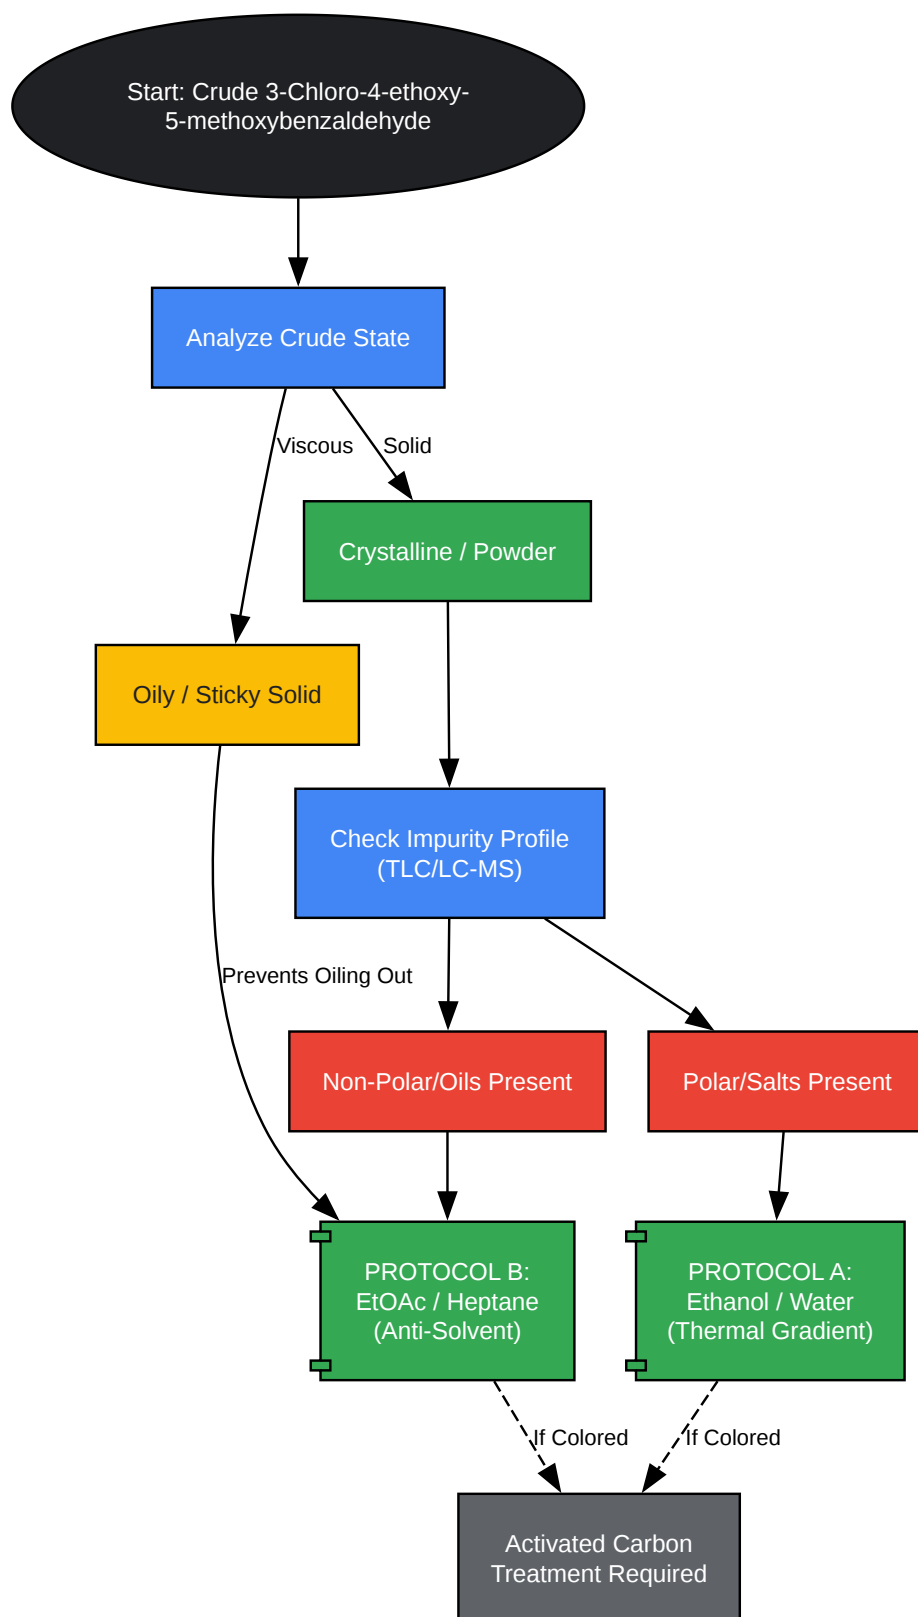 Start: Crude 3-Chloro-4-ethoxy-
5-methoxybenzaldehyde
Analyze Crude State
Viscous
Solid
Crystalline / Powder
Oily / Sticky Solid
Check Impurity Profile
(TLC/LC-MS)
Prevents Oiling Out
Non-Polar/Oils Present
Polar/Salts Present
PROTOCOL B:
EtOAc / Heptane
(Anti-Solvent)
PROTOCOL A:
Ethanol / Water
(Thermal Gradient)
If Colored
If Colored
Activated Carbon
Treatment Required